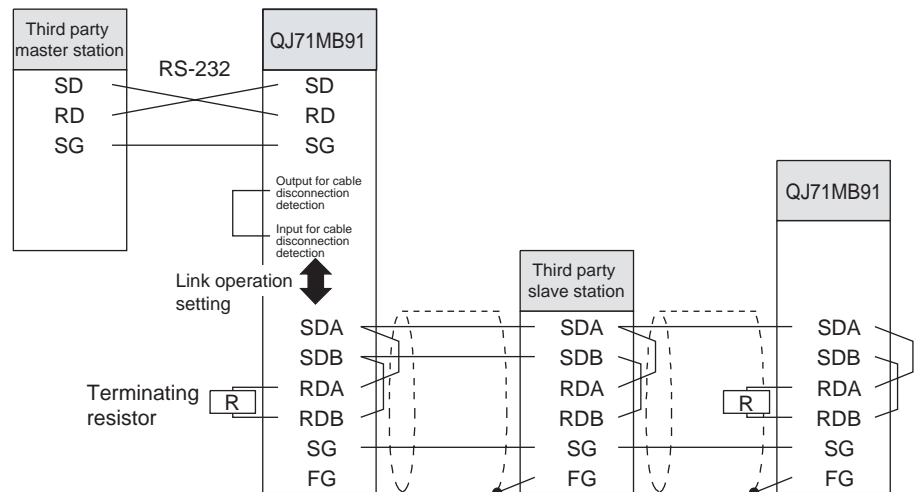 Third party
master station
SD
RD
SG
RS-232
QJ71MB91
SD
RD
SG
Output for cable
disconnection
detection
Input for cable
disconnection
detection
Link operation
setting
SDA
SDB
RDA
RDB
SG
FG
Terminating
resistor
R
Third party
slave station
SDA
SDB
RDA
RDB
SG
FG
QJ71MB91
SDA
SDB
RDA
RDB
SG
FG
R